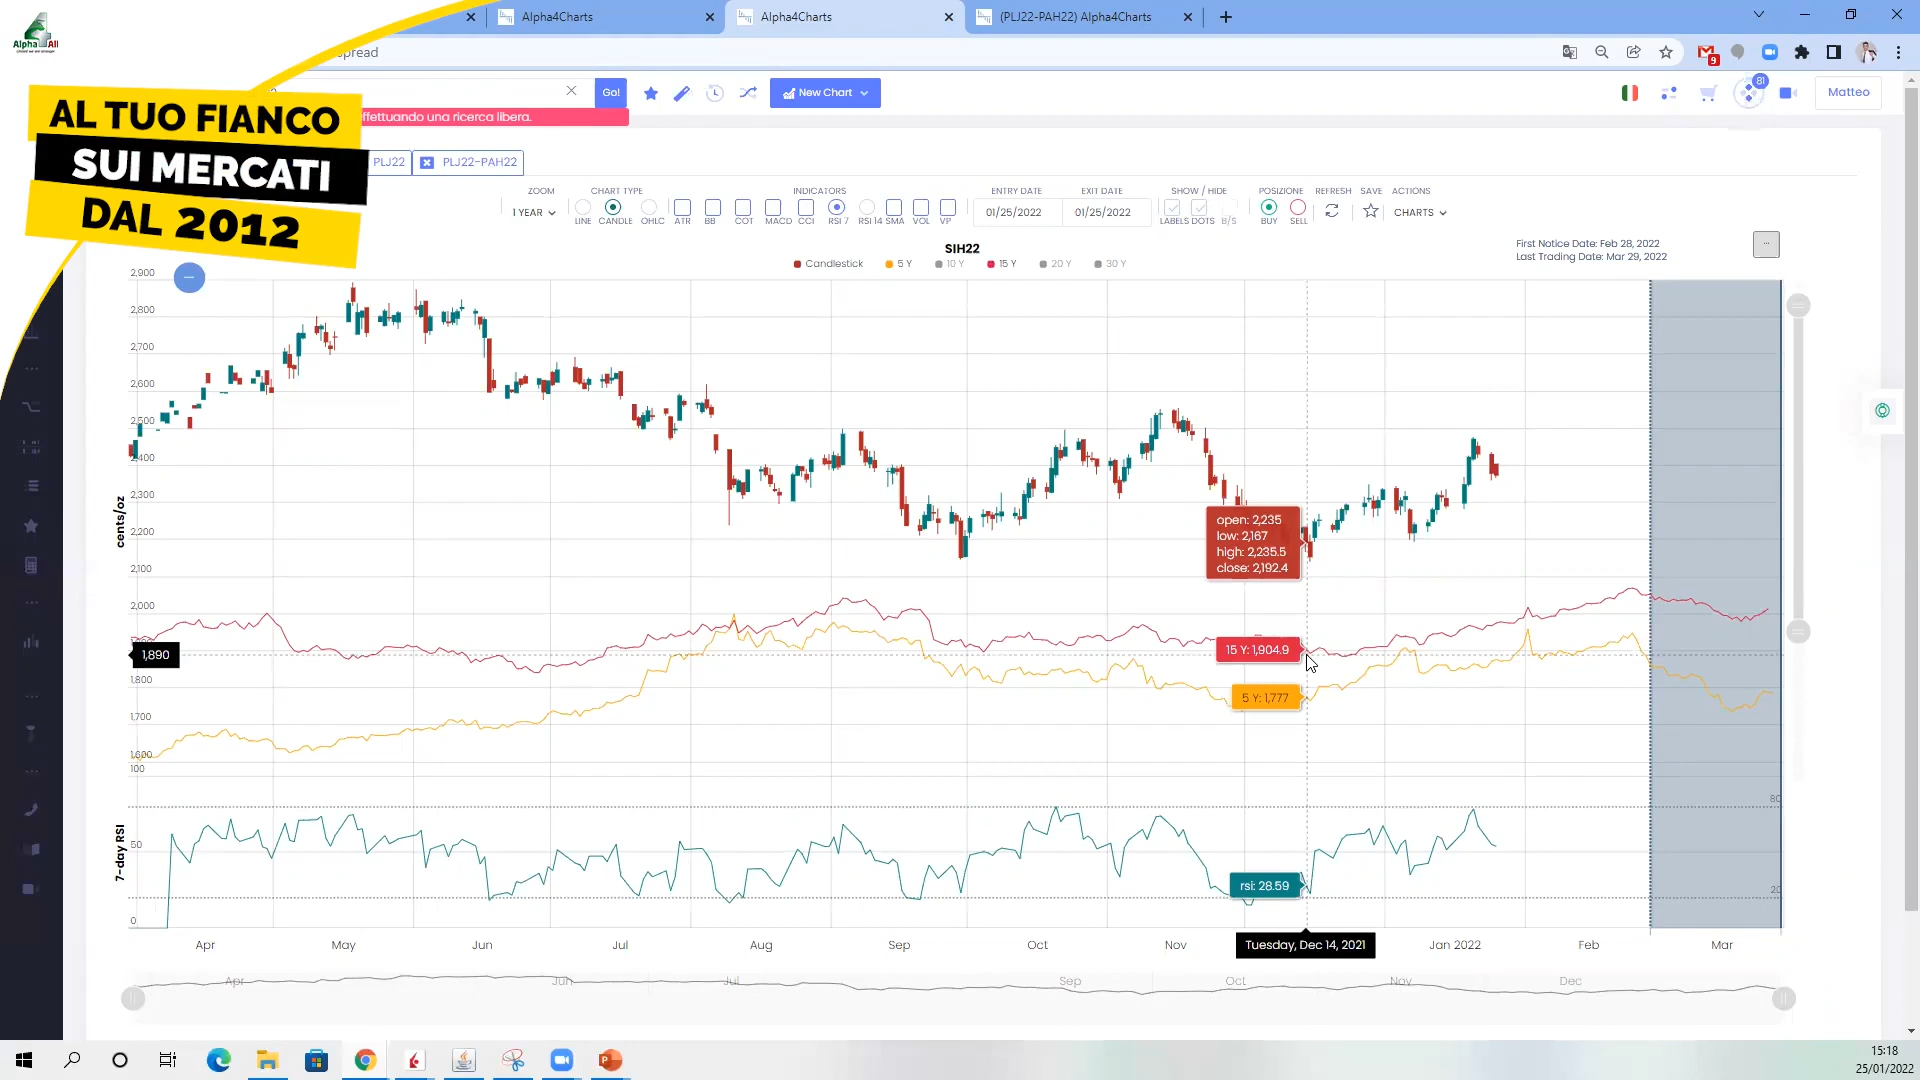 Alpha4All
Alpha4Charts
Alpha4Charts
(PLJ22-PAH22) Alpha4Charts
pread
AL TUO FIANCO
SUI MERCATI
DAL 2012
Go!
New Chart
81
9
Matteo
ffettuando una ricerca libera.
PLJ22
PLJ22-PAH22
ZOOM
CHART TYPE
INDICATORS
ENTRY DATE
EXIT DATE
SHOW / HIDE
POSIZIONE
REFRESH
SAVE
ACTIONS
1 YEAR
LINE
CANDLE
OHLC
ATR
BB
COT
MACD
CCI
RSI 7
RSI 14
SMA
VOL
VP
01/25/2022
01/25/2022
LABELS
DOTS
B/S
BUY
SELL
CHARTS
SIH22
First Notice Date: Feb 28, 2022
Last Trading Date: Mar 29, 2022
Candlestick
5 Y
10 Y
15 Y
20 Y
30 Y
2,900
2,800
2,700
2,600
2,500
2,400
2,300
2,200
2,100
2,000
1,890
1,800
1,700
1,600
cents/oz
open: 2,235
low: 2,167
high: 2,235.5
close: 2,192.4
15 Y: 1,904.9
5 Y: 1,777
100
50
0
80
20
7-day RSI
rsi: 28.59
Apr
May
Jun
Jul
Aug
Sep
Oct
Nov
Tuesday, Dec 14, 2021
Jan 2022
Feb
Mar
Apr
Jun
Jul
Sep
Oct
Nov
Dec
15:18
25/01/2022